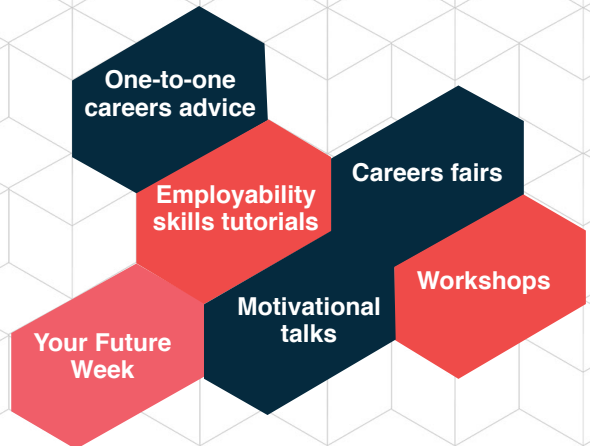 One-to-one
careers advice
Employability
skills tutorials
Careers fairs
Workshops
Motivational
talks
Your Future
Week